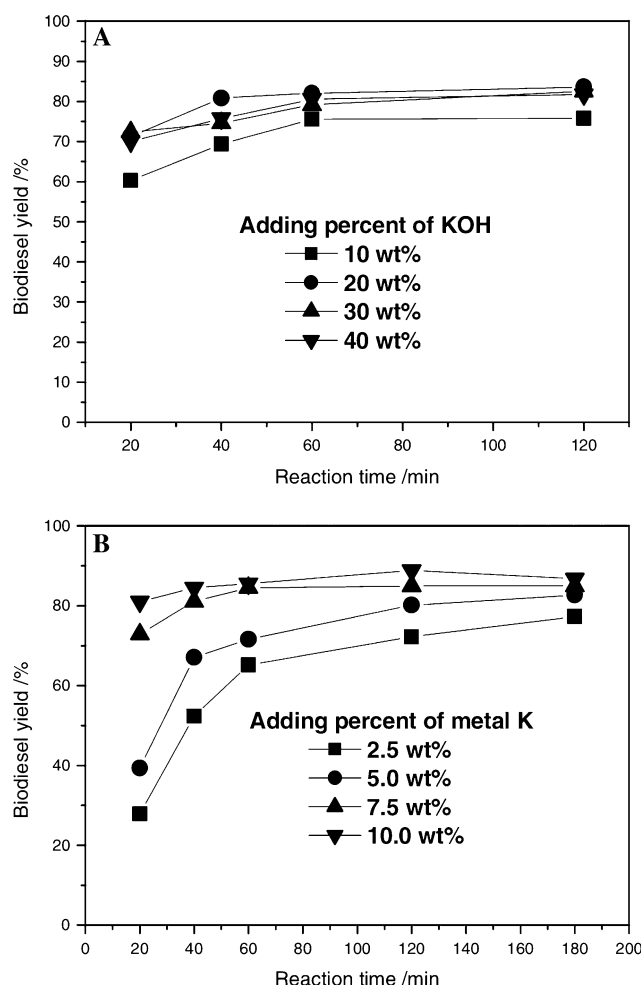 A
100
90
80
70
60
50
40
30
20
10
0
Biodiesel yield /%
Adding percent of KOH
10 wt%
20 wt%
30 wt%
40 wt%
20 40 60 80 100 120
Reaction time /min
B
100
80
60
40
20
0
Biodiesel yield /%
Adding percent of metal K
2.5 wt%
5.0 wt%
7.5 wt%
10.0 wt%
0 20 40 60 80 100 120 140 160 180 200
Reaction time /min